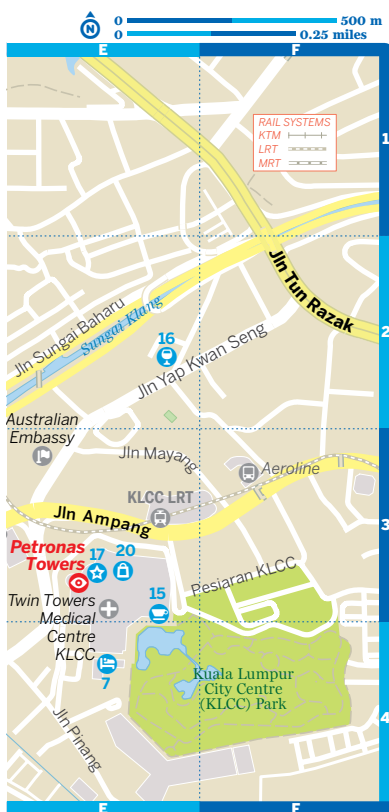 N
0 500 m
0 0.25 miles
E F
RAIL SYSTEMS
KTM
LRT
MRT
1
Jln Tun Razak
Jln Sungai Baharu
Sungai Klang
2
16
Jln Yap Kwan Seng
Australian
Embassy
Jln Mayang
Aeroline
KLCC LRT
Jln Ampang
3
Petronas
Towers
17
20
Pesiaran KLCC
15
Twin Towers
Medical
Centre
KLCC
7
Kuala Lumpur
City Centre
(KLCC) Park
4
Jln Pinang
E F